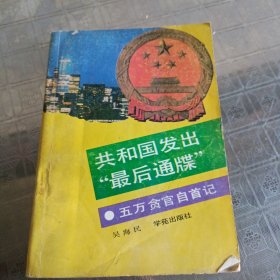 共和国发出
“最后通牒”
●五万贪官自首记
吴海民 学苑出版社